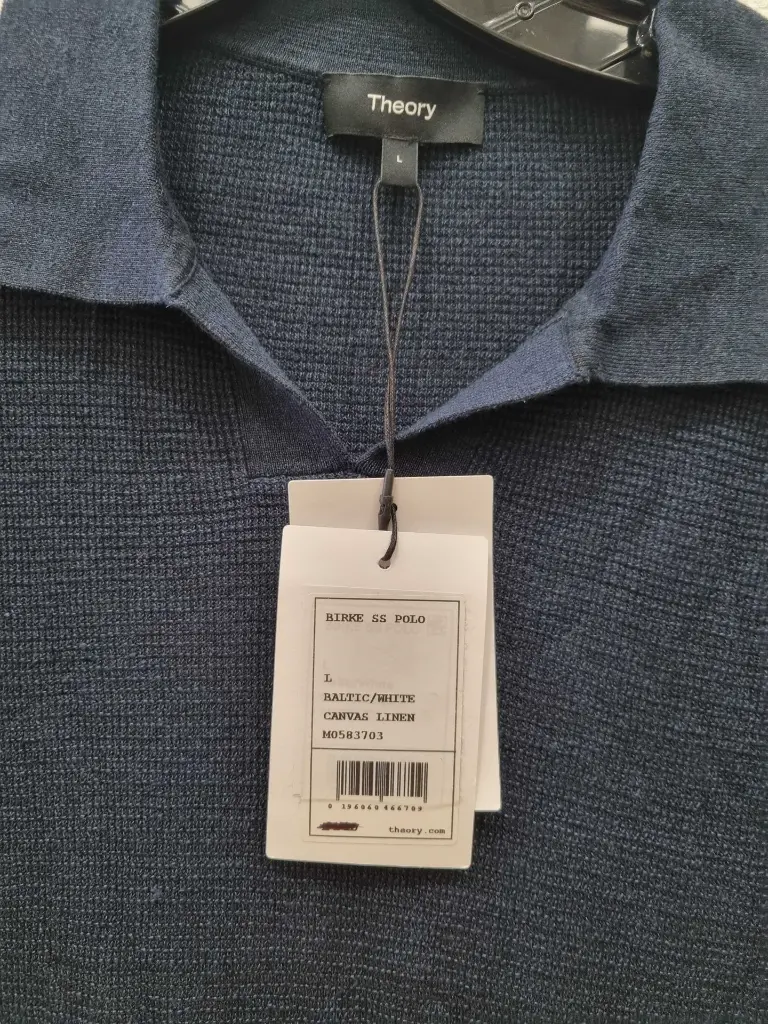 Theory
L
BIRKE SS POLO
L
BALTIC/WHITE
CANVAS LINEN
M0583703
0 196060 466709
theory.com